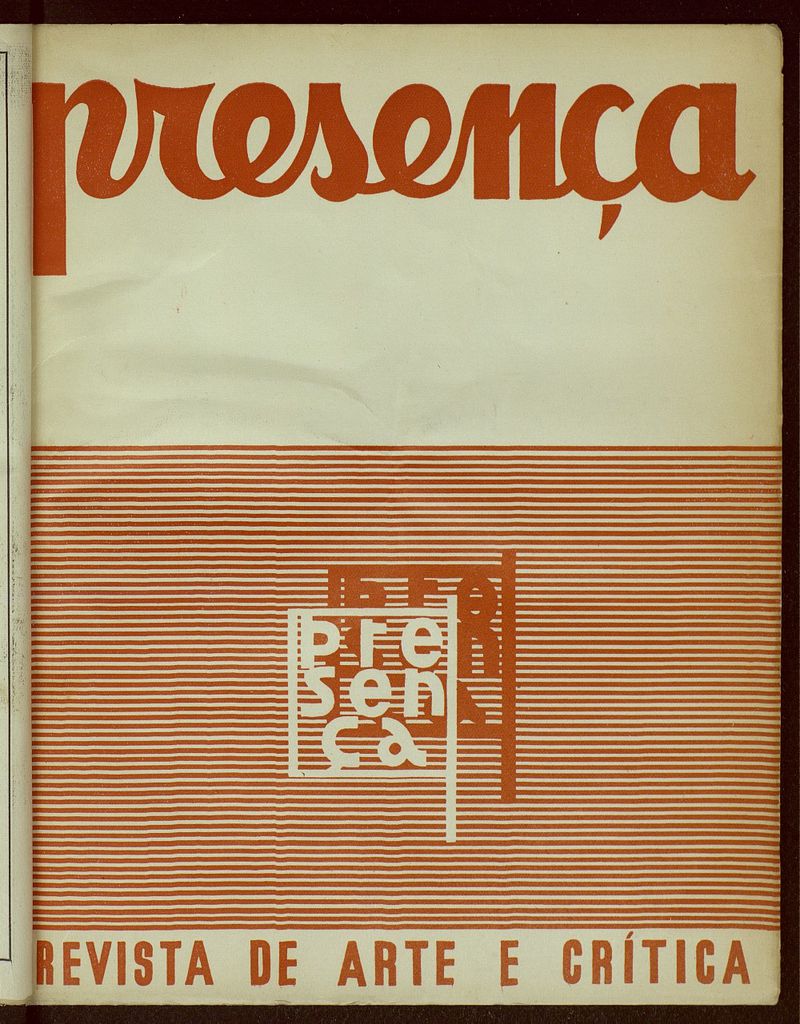 presença
pre
sen
ça
REVISTA DE ARTE E CRÍTICA